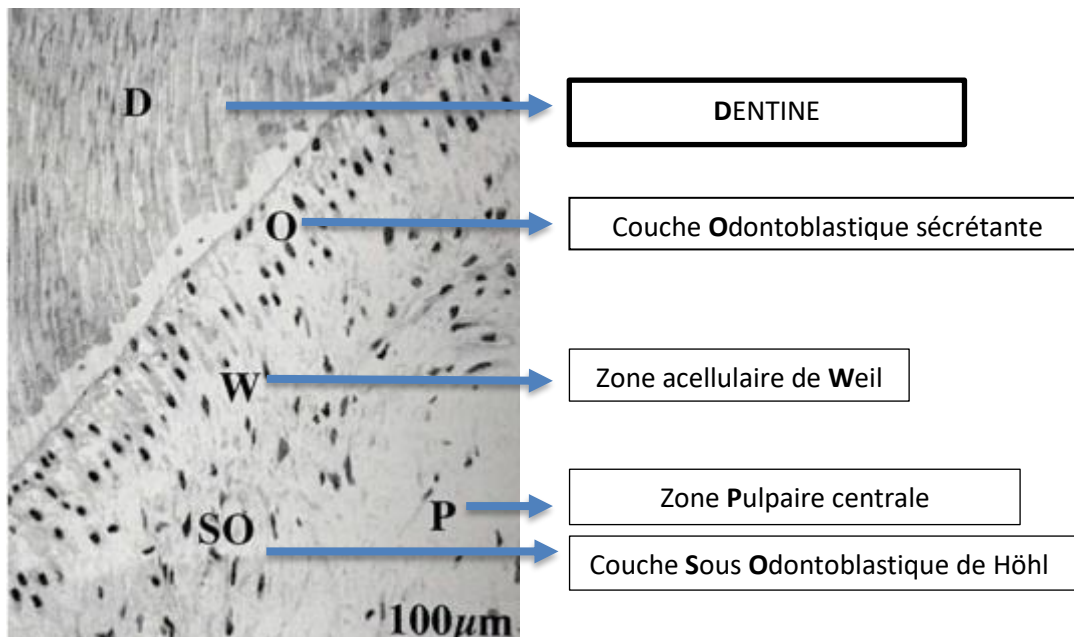 D
DENTINE
O
Couche Odontoblastique sécrétante
W
Zone acellulaire de Weil
P
Zone Pulpaire centrale
SO
Couche Sous Odontoblastique de Höhl
100µm